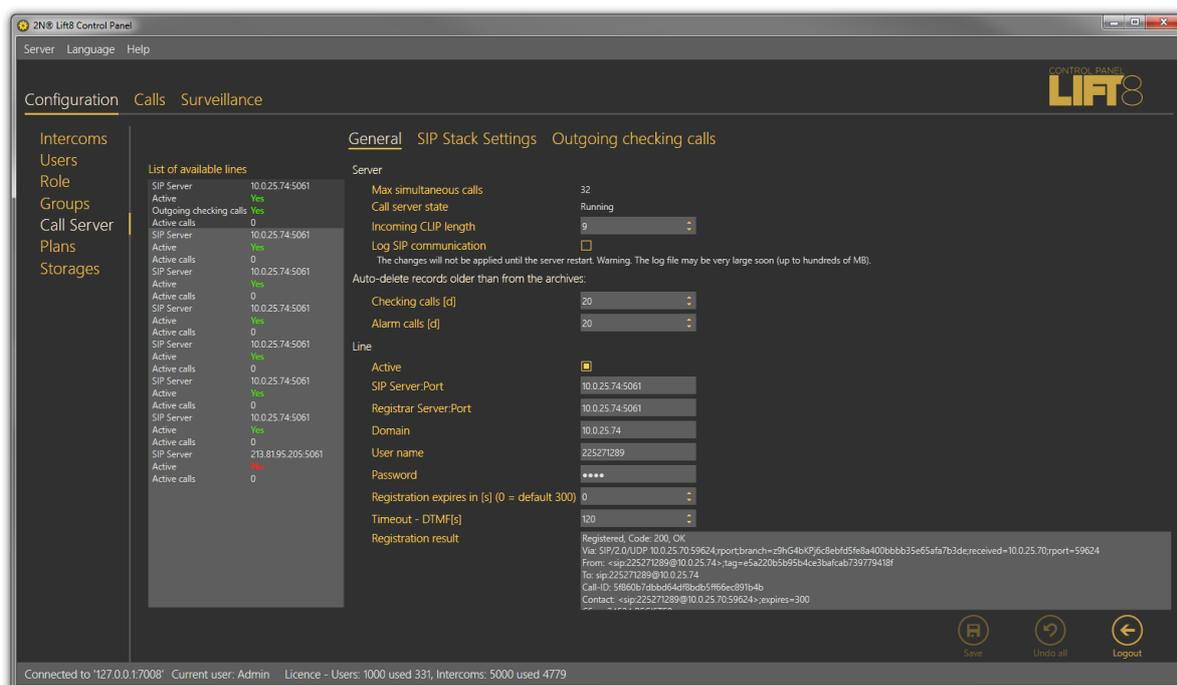 2N® Lift8 Control Panel
Server Language Help
CONTROL PANEL
LIFT8
Configuration Calls Surveillance
Intercoms
Users
Role
Groups
Call Server
Plans
Storages
List of available lines
SIP Server 10.0.25.74:5061
Active Yes
Outgoing checking calls Yes
Active calls 0
SIP Server 10.0.25.74:5061
Active Yes
Active calls 0
SIP Server 10.0.25.74:5061
Active Yes
Active calls 0
SIP Server 10.0.25.74:5061
Active Yes
Active calls 0
SIP Server 10.0.25.74:5061
Active Yes
Active calls 0
SIP Server 10.0.25.74:5061
Active Yes
Active calls 0
SIP Server 10.0.25.74:5061
Active Yes
Active calls 0
SIP Server 213.81.95.205:5061
Active No
Active calls 0
General SIP Stack Settings Outgoing checking calls
Server
Max simultaneous calls 32
Call server state Running
Incoming CLIP length 9
Log SIP communication
The changes will not be applied until the server restart. Warning. The log file may be very large soon (up to hundreds of MB).
Auto-delete records older than from the archives:
Checking calls [d] 20
Alarm calls [d] 20
Line
Active
SIP Server:Port 10.0.25.74:5061
Registrar Server:Port 10.0.25.74:5061
Domain 10.0.25.74
User name 225271289
Password ••••
Registration expires in [s] (0 = default 300) 0
Timeout - DTMF[s] 120
Registration result Registered, Code: 200, OK
Via: SIP/2.0/UDP 10.0.25.70:59624;rport;branch=z9hG4bKPj6c8ebfd5fe8a400bbbb35e65afa7b3de;received=10.0.25.70;rport=59624
From: <sip:225271289@10.0.25.74>;tag=e5a220b5b95b4ce3bafcab739779418f
To: sip:225271289@10.0.25.74
Call-ID: 5f860b7dbbd64df8bdb5ff66ec891b4b
Contact: <sip:225271289@10.0.25.70:59624>;expires=300
Save Undo all Logout
Connected to '127.0.0.1:7008' Current user: Admin Licence - Users: 1000 used 331, Intercoms: 5000 used 4779